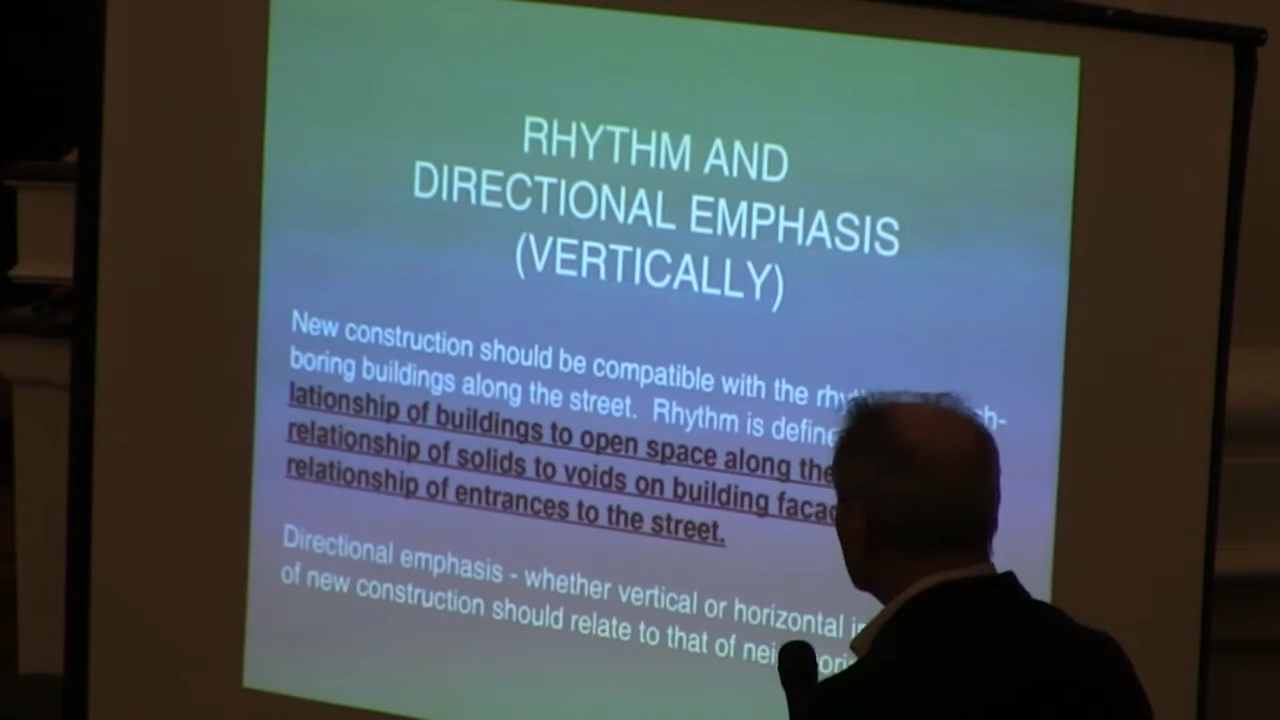 RHYTHM AND
DIRECTIONAL EMPHASIS
(VERTICALLY)
New construction should be compatible with the
boring buildings along the street. Rhythm is
lationship of buildings to open space along the
relationship of solids to voids on building
relationship of entrances to the street.
Directional emphasis - whether vertical or horizontal
of new construction should relate to that of